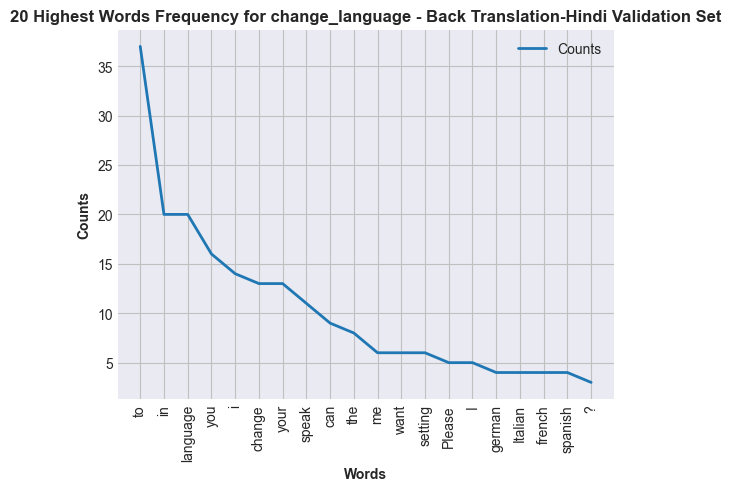 20 Highest Words Frequency for change_language - Back Translation-Hindi Validation Set
Counts
35
30
25
20
15
10
5
Counts
to
in
language
you
i
change
your
speak
can
the
me
want
setting
Please
I
german
Italian
french
spanish
?
Words